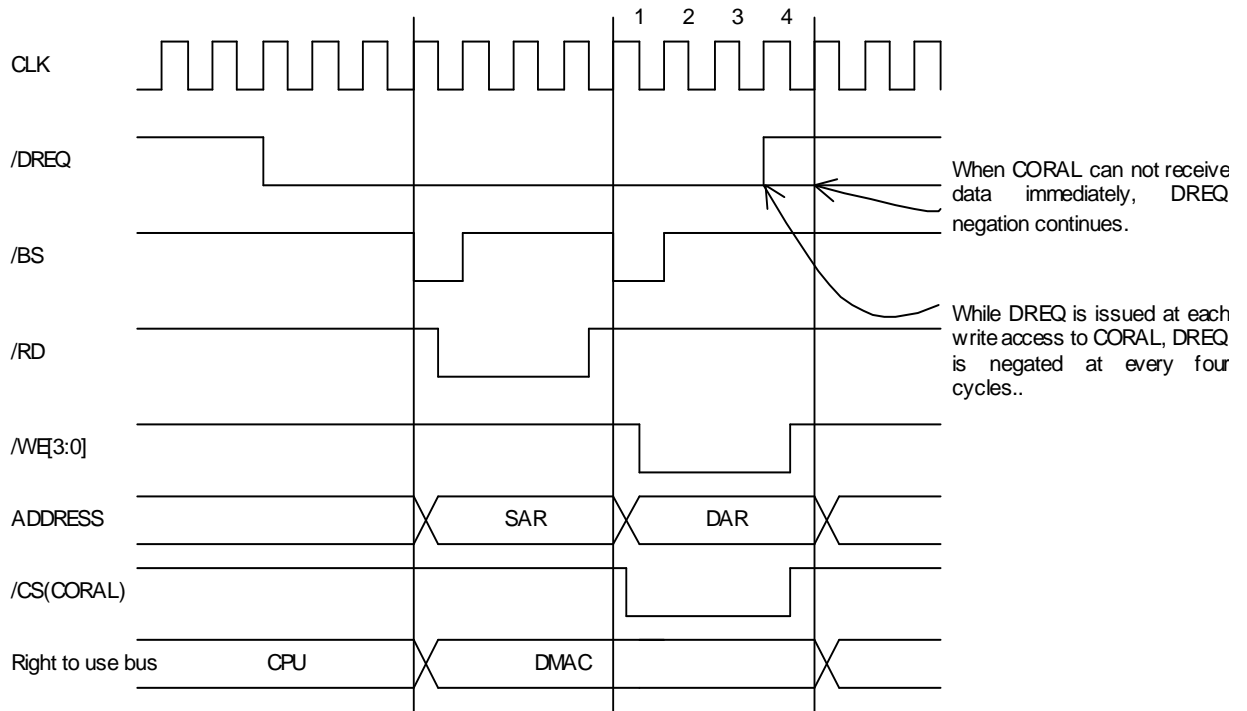 1 2 3 4
CLK
/DREQ
When CORAL can not receive
data immediately, DREQ
negation continues.
/BS
While DREQ is issued at each
write access to CORAL, DREQ
is negated at every four
cycles..
/RD
/WE[3:0]
ADDRESS SAR DAR
/CS(CORAL)
Right to use bus CPU DMAC